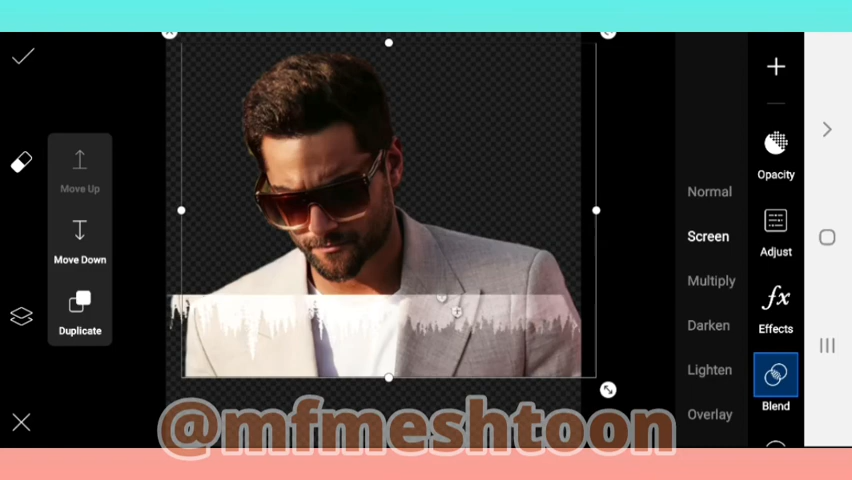 Move Up
Move Down
Duplicate
Normal
Screen
Multiply
Darken
Lighten
Overlay
Opacity
Adjust
fx
Effects
Blend
@mfmeshtoon